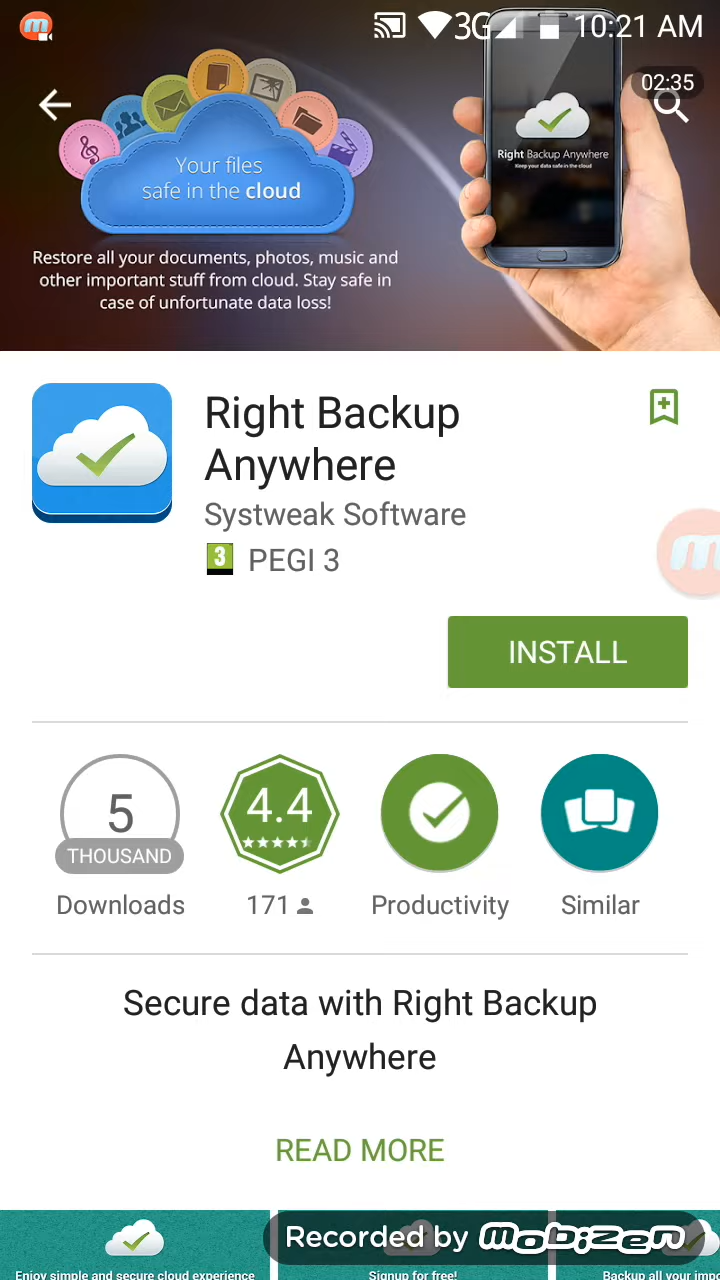 3G 10:21 AM
02:35
Your files
safe in the cloud
Right Backup Anywhere
Keep your data safe in the cloud
Restore all your documents, photos, music and
other important stuff from cloud. Stay safe in
case of unfortunate data loss!
Right Backup
Anywhere
Systweak Software
3 PEGI 3
INSTALL
5
THOUSAND
Downloads
4.4
171
Productivity
Similar
Secure data with Right Backup
Anywhere
READ MORE
Recorded by mobizen
Enjoy simple and secure cloud experience
Signup for free!
Backup all your